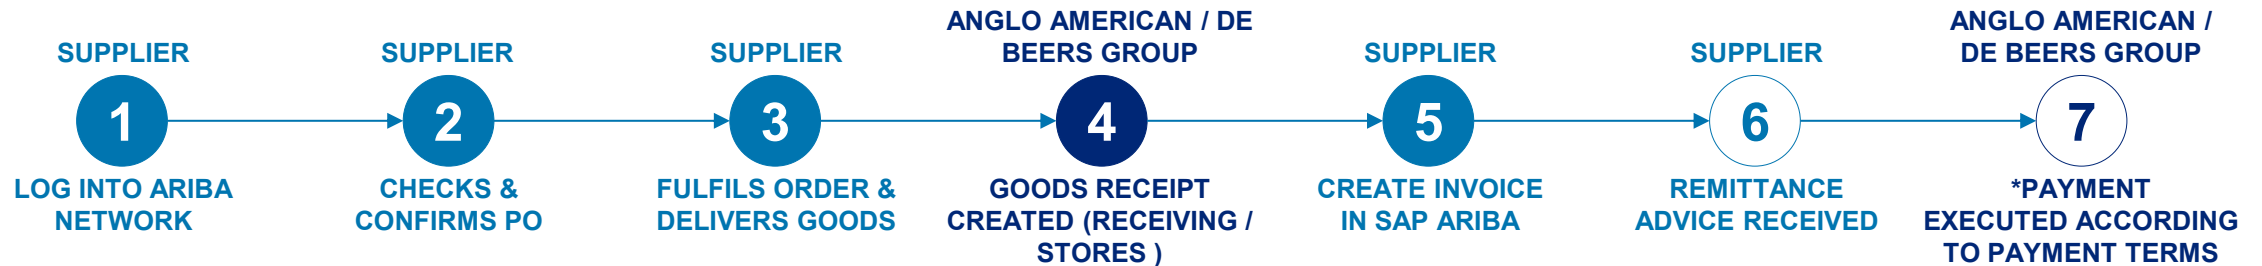 SUPPLIER
1
LOG INTO ARIBA
NETWORK
SUPPLIER
2
CHECKS &
CONFIRMS PO
SUPPLIER
3
FULFILS ORDER &
DELIVERS GOODS
ANGLO AMERICAN / DE
BEERS GROUP
4
GOODS RECEIPT
CREATED (RECEIVING /
STORES )
SUPPLIER
5
CREATE INVOICE
IN SAP ARIBA
SUPPLIER
6
REMITTANCE
ADVICE RECEIVED
ANGLO AMERICAN /
DE BEERS GROUP
7
*PAYMENT
EXECUTED ACCORDING
TO PAYMENT TERMS